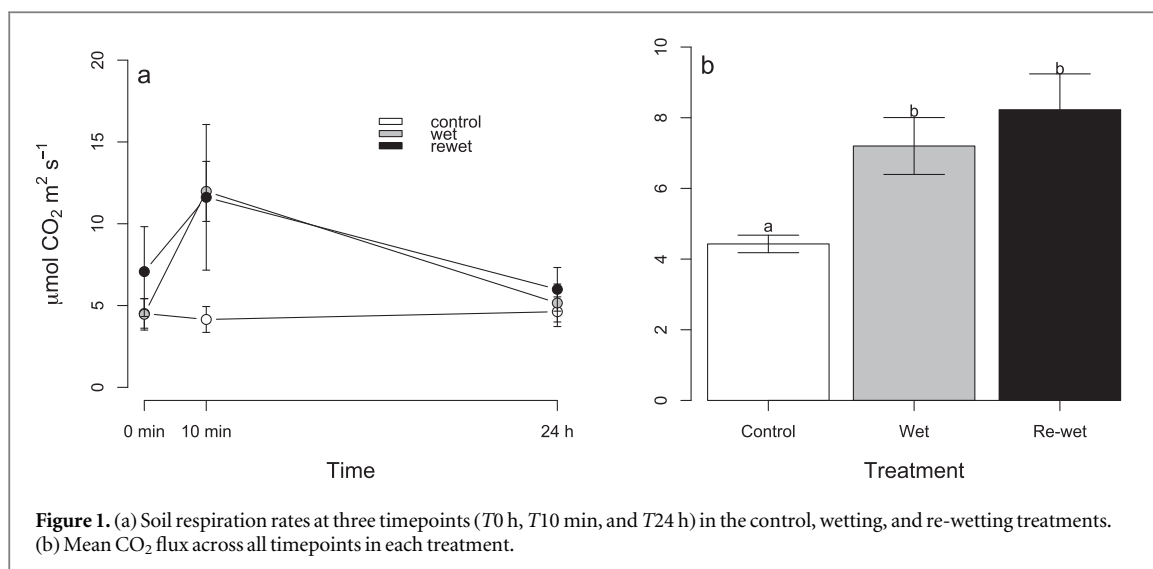 a
20
15
10
5
0
μmol CO₂ m² s⁻¹
control
wet
rewet
0 min 10 min 24 h
Time
b
10
8
6
4
2
0
a
b
b
Control Wet Re-wet
Treatment
Figure 1. (a) Soil respiration rates at three timepoints (T0 h, T10 min, and T24 h) in the control, wetting, and re-wetting treatments.
(b) Mean CO₂ flux across all timepoints in each treatment.